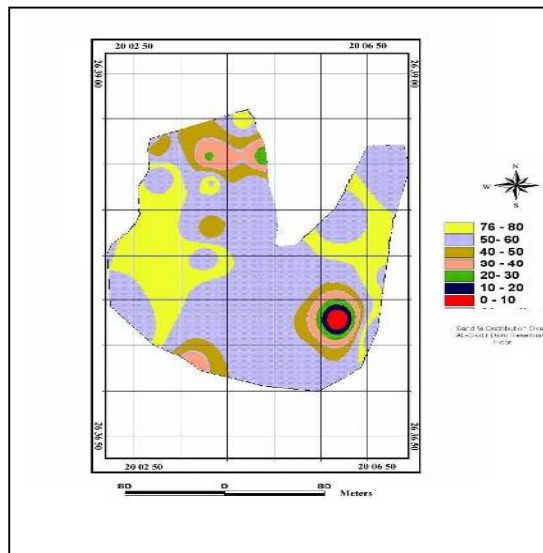 20 02 50 20 06 50
26 39 00 26 39 00
N
W
S
76 - 80
50- 60
40 - 50
30 - 40
20- 30
10 - 20
0 - 10
Sand % Distribution Over
Reservoir
Floor
26 36 50 26 36 50
20 02 50 20 06 50
80 0 80 Meters